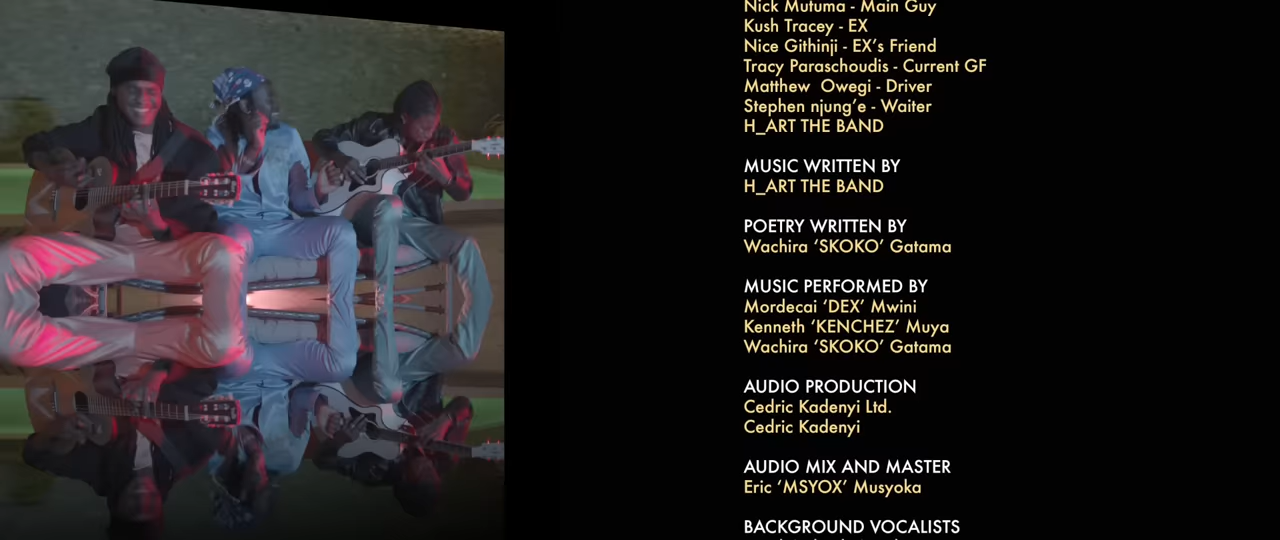 Nick Mutuma - Main Guy
Kush Tracey - EX
Nice Githinji - EX's Friend
Tracy Paraschoudis - Current GF
Matthew  Owegi - Driver
Stephen njung'e - Waiter
H_ART THE BAND
MUSIC WRITTEN BY
H_ART THE BAND
POETRY WRITTEN BY
Wachira ‘SKOKO’ Gatama
MUSIC PERFORMED BY
Mordecai ‘DEX’ Mwini
Kenneth ‘KENCHEZ’ Muya
Wachira ‘SKOKO’ Gatama
AUDIO PRODUCTION
Cedric Kadenyi Ltd.
Cedric Kadenyi
AUDIO MIX AND MASTER
Eric ‘MSYOX’ Musyoka
BACKGROUND VOCALISTS